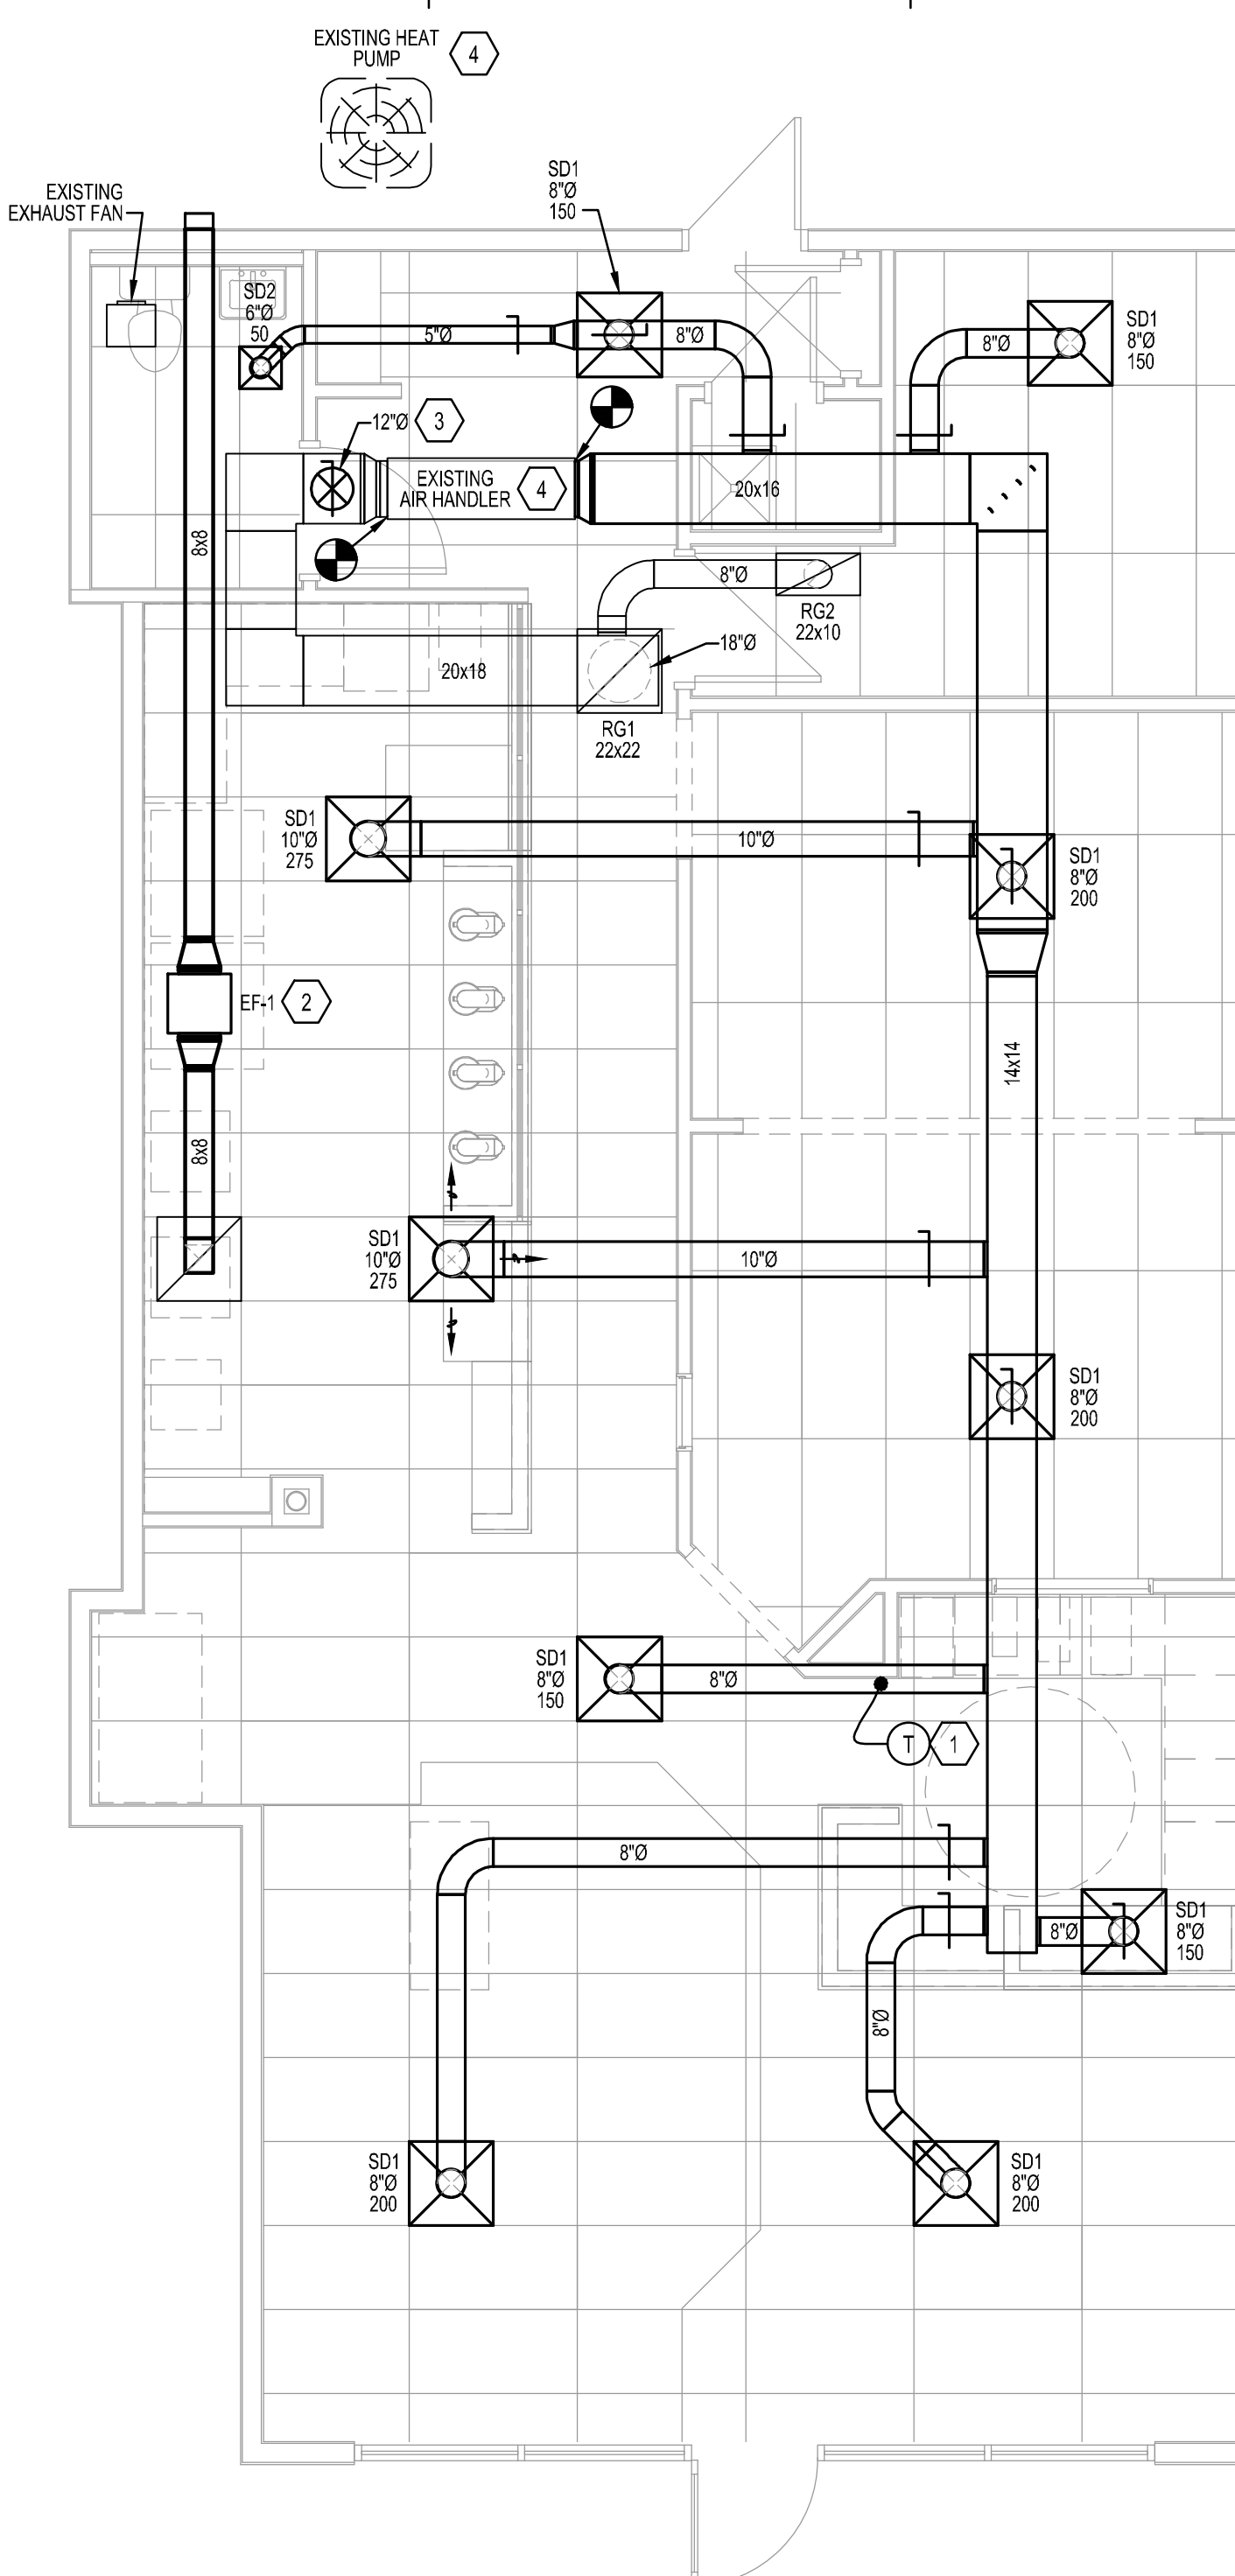 EXISTING HEAT
PUMP
4
EXISTING
EXHAUST FAN
SD1
8"Ø
150
SD2
6"Ø
50
5"Ø
8"Ø
8"Ø
SD1
8"Ø
150
12"Ø
3
EXISTING
AIR HANDLER
4
20x16
8x8
8"Ø
RG2
22x10
18"Ø
20x18
RG1
22x22
SD1
10"Ø
275
10"Ø
SD1
8"Ø
200
EF-1
2
14x14
8x8
SD1
10"Ø
275
10"Ø
SD1
8"Ø
200
SD1
8"Ø
150
8"Ø
T
1
8"Ø
SD1
8"Ø
150
8"Ø
8"Ø
SD1
8"Ø
200
SD1
8"Ø
200